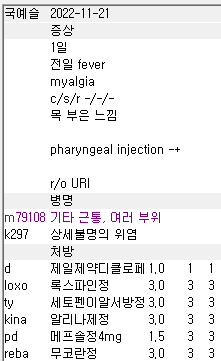 국예슬 2022-11-21
증상
1일
전일 fever
myalgia
c/s/r -/-/-
목 부은 느낌
pharyngeal injection -+
r/o URI
병명
m79108 기타 근통, 여러 부위
k297 상세불명의 위염
처방
d 제일제약디클로페 1.0 1 1
loxo 록스파인정 3.0 3 3
ty 세토펜이알서방정 3.0 3 3
kina 알리나제정 3.0 3 3
pd 메프솔정4mg 1.5 3 3
reba 무코란정 3.0 3 3